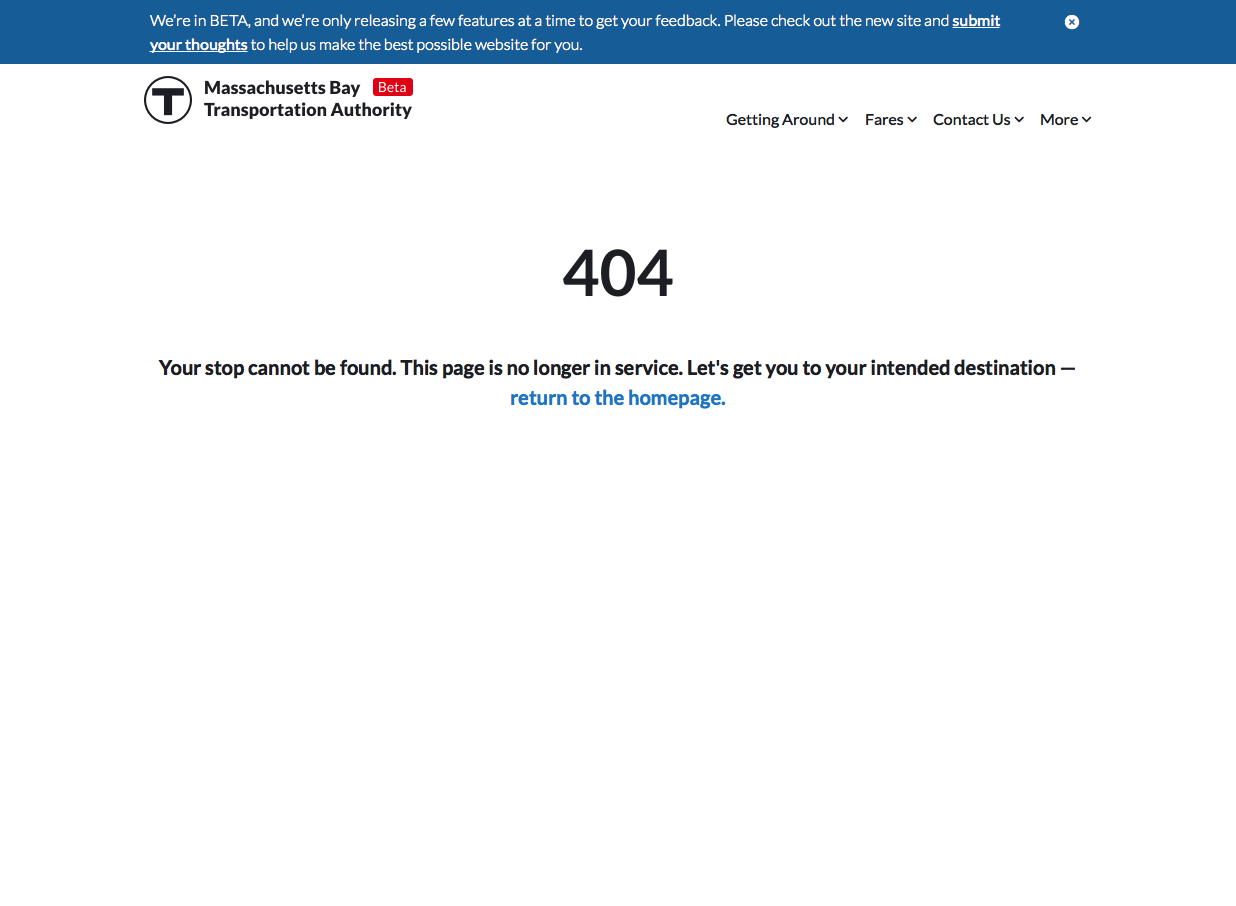 We're in BETA, and we're only releasing a few features at a time to get your feedback. Please check out the new site and submit
your thoughts to help us make the best possible website for you.
T
Massachusetts Bay Beta
Transportation Authority
Getting Around Fares Contact Us More
404
Your stop cannot be found. This page is no longer in service. Let's get you to your intended destination —
return to the homepage.